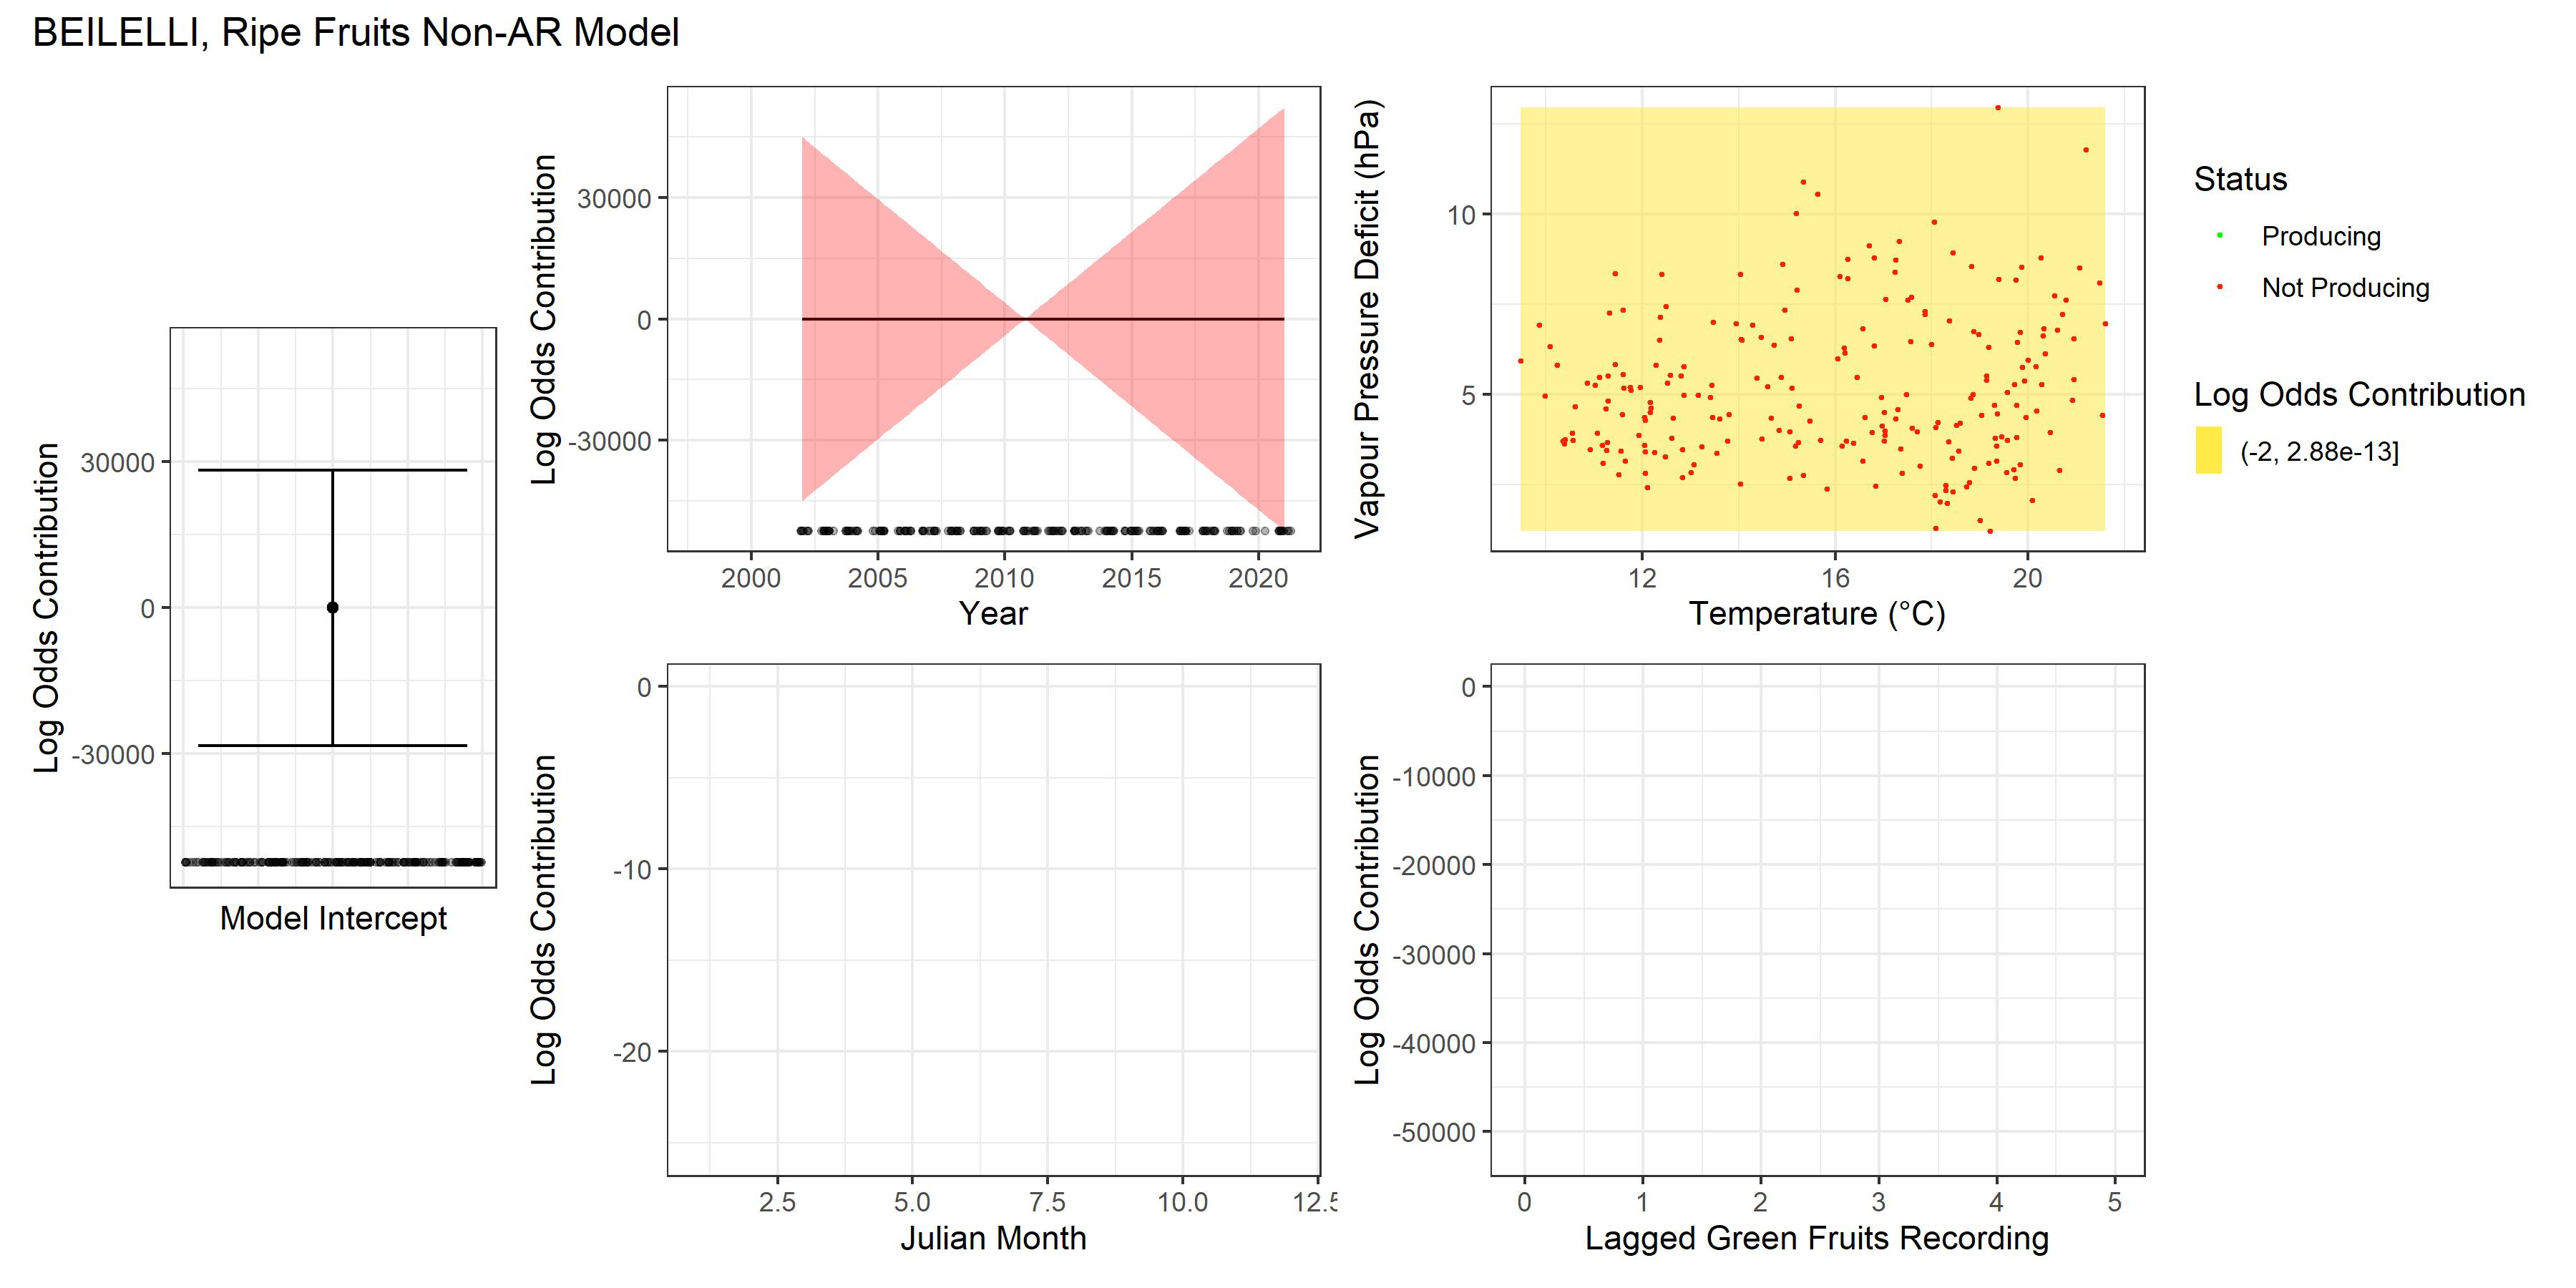 BEILELLI, Ripe Fruits Non-AR Model
Log Odds Contribution
30000
0
-30000
Model Intercept
Log Odds Contribution
30000
0
-30000
2000 2005 2010 2015 2020
Year
Vapour Pressure Deficit (hPa)
10
5
12 16 20
Temperature (°C)
Status
Producing
Not Producing
Log Odds Contribution
(-2, 2.88e-13]
Log Odds Contribution
0
-10
-20
2.5 5.0 7.5 10.0 12.5
Julian Month
Log Odds Contribution
0
-10000
-20000
-30000
-40000
-50000
0 1 2 3 4 5
Lagged Green Fruits Recording